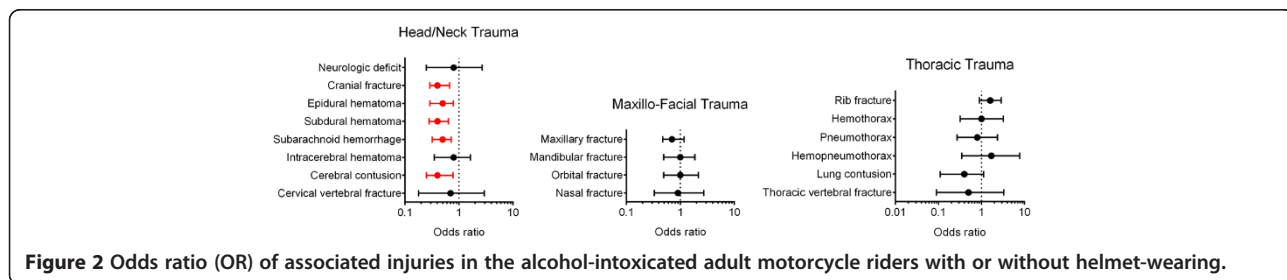 Head/Neck Trauma
Neurologic deficit
Cranial fracture
Epidural hematoma
Subdural hematoma
Subarachnoid hemorrhage
Intracerebral hematoma
Cerebral contusion
Cervical vertebral fracture
0.1 1 10
Odds ratio
Maxillo-Facial Trauma
Maxillary fracture
Mandibular fracture
Orbital fracture
Nasal fracture
0.1 1 10
Odds ratio
Thoracic Trauma
Rib fracture
Hemothorax
Pneumothorax
Hemopneumothorax
Lung contusion
Thoracic vertebral fracture
0.01 0.1 1 10
Odds ratio
Figure 2 Odds ratio (OR) of associated injuries in the alcohol-intoxicated adult motorcycle riders with or without helmet-wearing.